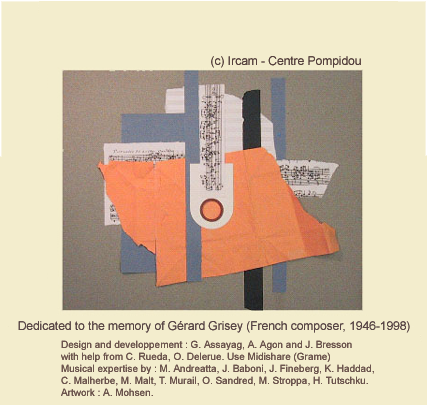 (c) Ircam - Centre Pompidou
Dedicated to the memory of Gérard Grisey (French composer, 1946-1998)
Design and developpement : G. Assayag, A. Agon and J. Bresson
with help from C. Rueda, O. Delerue. Use Midishare (Grame)
Musical expertise by : M. Andreatta, J. Baboni, J. Fineberg, K. Haddad,
C. Malherbe, M. Malt, T. Murail, O. Sandred, M. Stroppa, H. Tutschku.
Artwork : A. Mohsen.